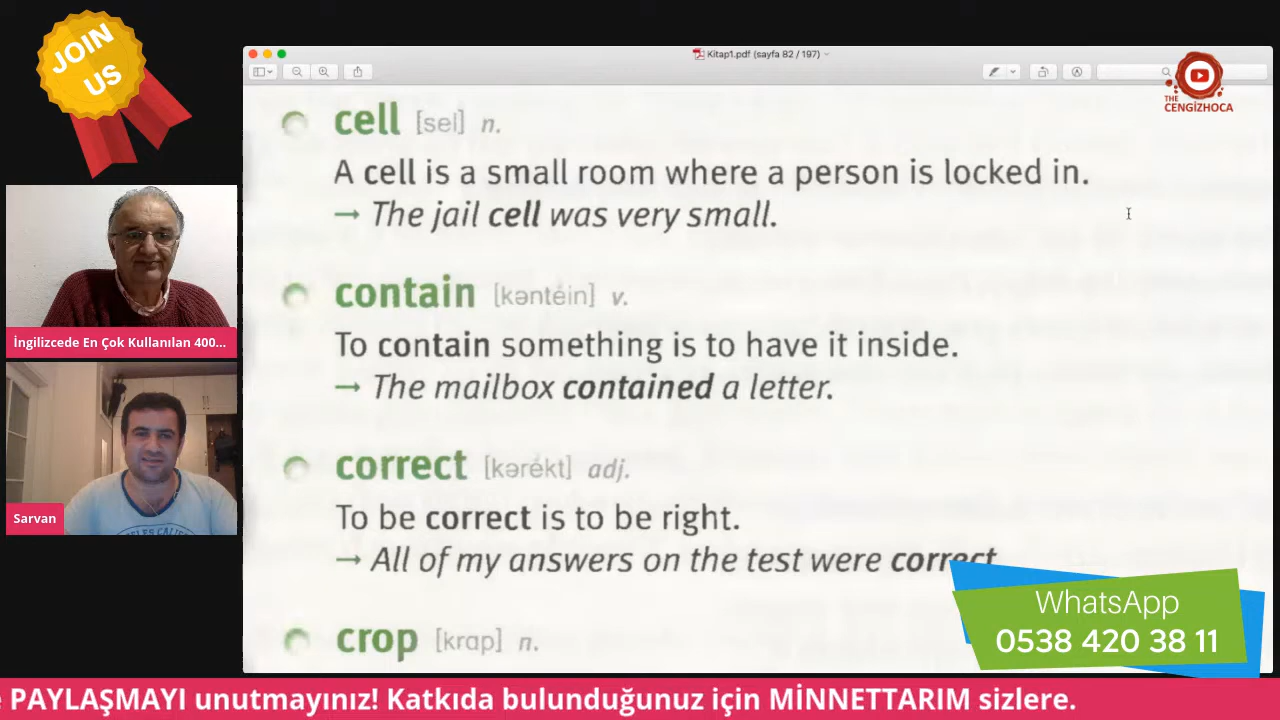 JOIN
US
Kitap1.pdf (sayfa 82 / 197)
THE
CENGİZHOCA
cell [sel] n.
A cell is a small room where a person is locked in.
→ The jail cell was very small.
contain [kəntéin] v.
To contain something is to have it inside.
→ The mailbox contained a letter.
correct [kərékt] adj.
To be correct is to be right.
→ All of my answers on the test were correct
crop [krap] n.
İngilizcede En Çok Kullanılan 400...
Sarvan
WhatsApp
0538 420 38 11
PAYLAŞMAYI unutmayınız! Katkıda bulunduğunuz için MİNNETTARIM sizlere.